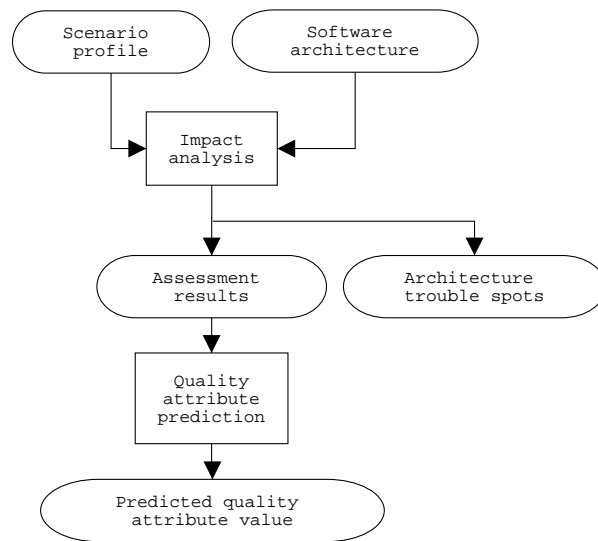 Scenario
profile
Software
architecture
Impact
analysis
Assessment
results
Architecture
trouble spots
Quality
attribute
prediction
Predicted quality
attribute value